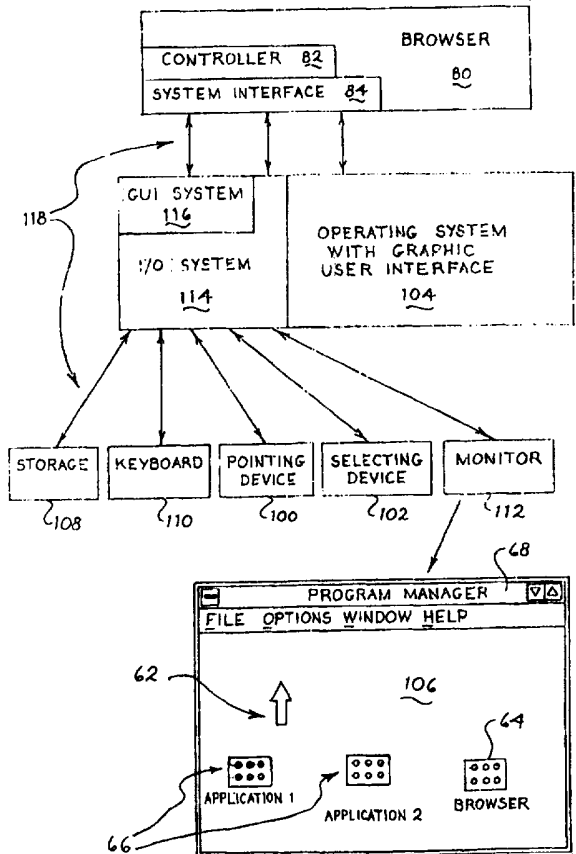 BROWSER
80
CONTROLLER 82
SYSTEM INTERFACE 84
118
GUI SYSTEM
116
I/O SYSTEM
114
OPERATING SYSTEM
WITH GRAPHIC
USER INTERFACE
104
STORAGE
108
KEYBOARD
110
POINTING
DEVICE
100
SELECTING
DEVICE
102
MONITOR
112
68
PROGRAM MANAGER
FILE OPTIONS WINDOW HELP
62
106
64
66
APPLICATION 1
APPLICATION 2
BROWSER